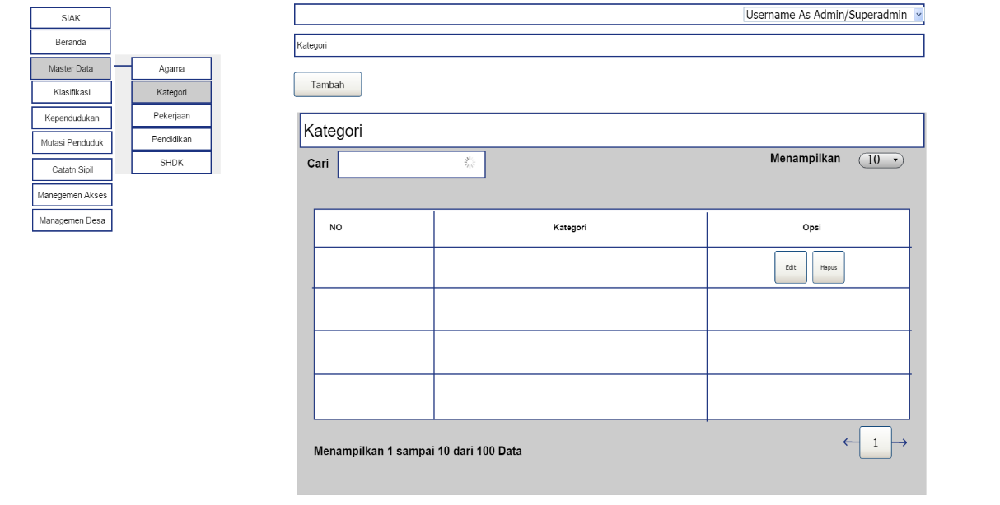 SIAK
Beranda
Master Data
Klasifikasi
Kependudukan
Mutasi Penduduk
Catatn Sipil
Manegemen Akses
Managemen Desa
Agama
Kategori
Pekerjaan
Pendidikan
SHDK
Username As Admin/Superadmin
Kategori
Tambah
Kategori
Cari
Menampilkan 10
NO Kategori Opsi
Edit Hapus
Menampilkan 1 sampai 10 dari 100 Data
1